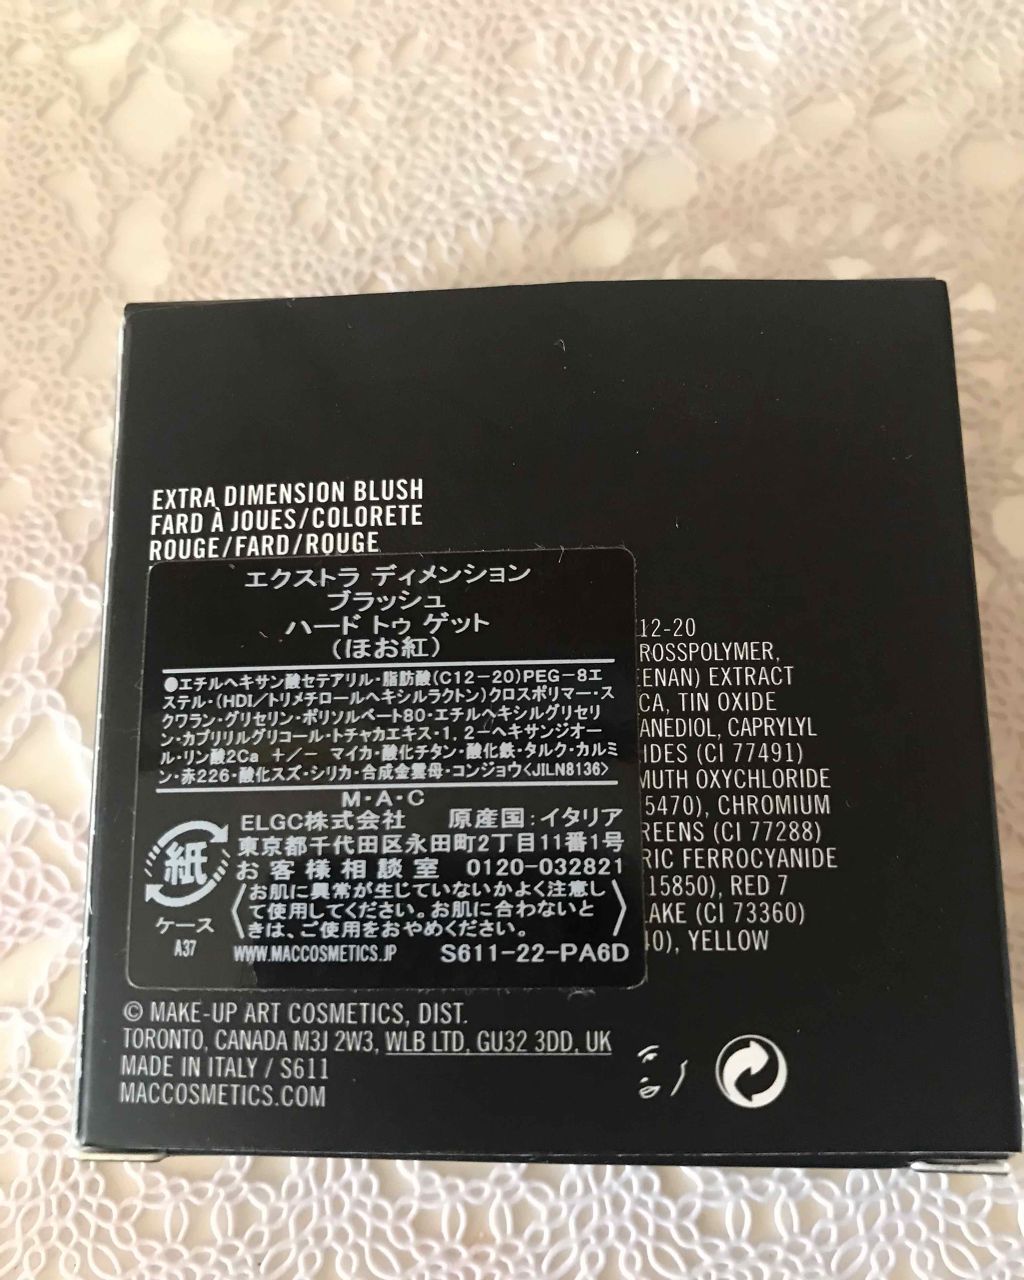 EXTRA DIMENSION BLUSH
FARD À JOUES/COLORETE
ROUGE/FARD/ROUGE
エクストラ ディメンション
ブラッシュ
ハード トゥ ゲット
(ほお紅)
●エチルヘキサン酸セテアリル・脂肪酸(C12-20)PEG-8エ
ステル・(HDI/トリメチロールヘキシルラクトン)クロスポリマー・ス
クワラン・グリセリン・ポリソルベート80・エチルヘキシルグリセリ
ン・カプリリルグリコール・トチャカエキス・1,2-ヘキサンジオー
ル・リン酸2Ca +/- マイカ・酸化チタン・酸化鉄・タルク・カルミ
ン・赤226・酸化スズ・シリカ・合成金雲母・コンジョウ<JILN8136>
M・A・C
ELGC株式会社 原産国:イタリア
東京都千代田区永田町2丁目11番1号
お客様相談室 0120-032821
お肌に異常が生じていないかよく注意し
て使用してください。お肌に合わないと
きは、ご使用をおやめください。
WWW.MACCOSMETICS.JP S611-22-PA6D
紙
ケース
A37
12-20
ROSSPOLYMER,
EENAN) EXTRACT
CA, TIN OXIDE
ANEDIOL, CAPRYLYL
IDES (CI 77491)
MUTH OXYCHLORIDE
5470), CHROMIUM
REENS (CI 77288)
RIC FERROCYANIDE
15850), RED 7
LAKE (CI 73360)
40), YELLOW
© MAKE-UP ART COSMETICS, DIST.
TORONTO, CANADA M3J 2W3, WLB LTD, GU32 3DD, UK
MADE IN ITALY / S611
MACCOSMETICS.COM